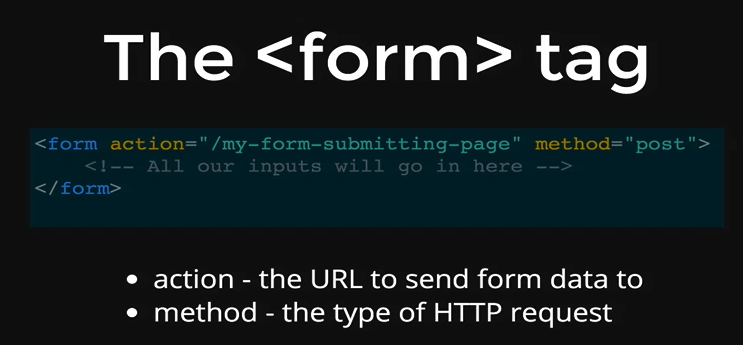 The <form> tag
<form action="/my-form-submitting-page" method="post">
<!-- All our inputs will go in here -->
</form>
• action - the URL to send form data to
• method - the type of HTTP request